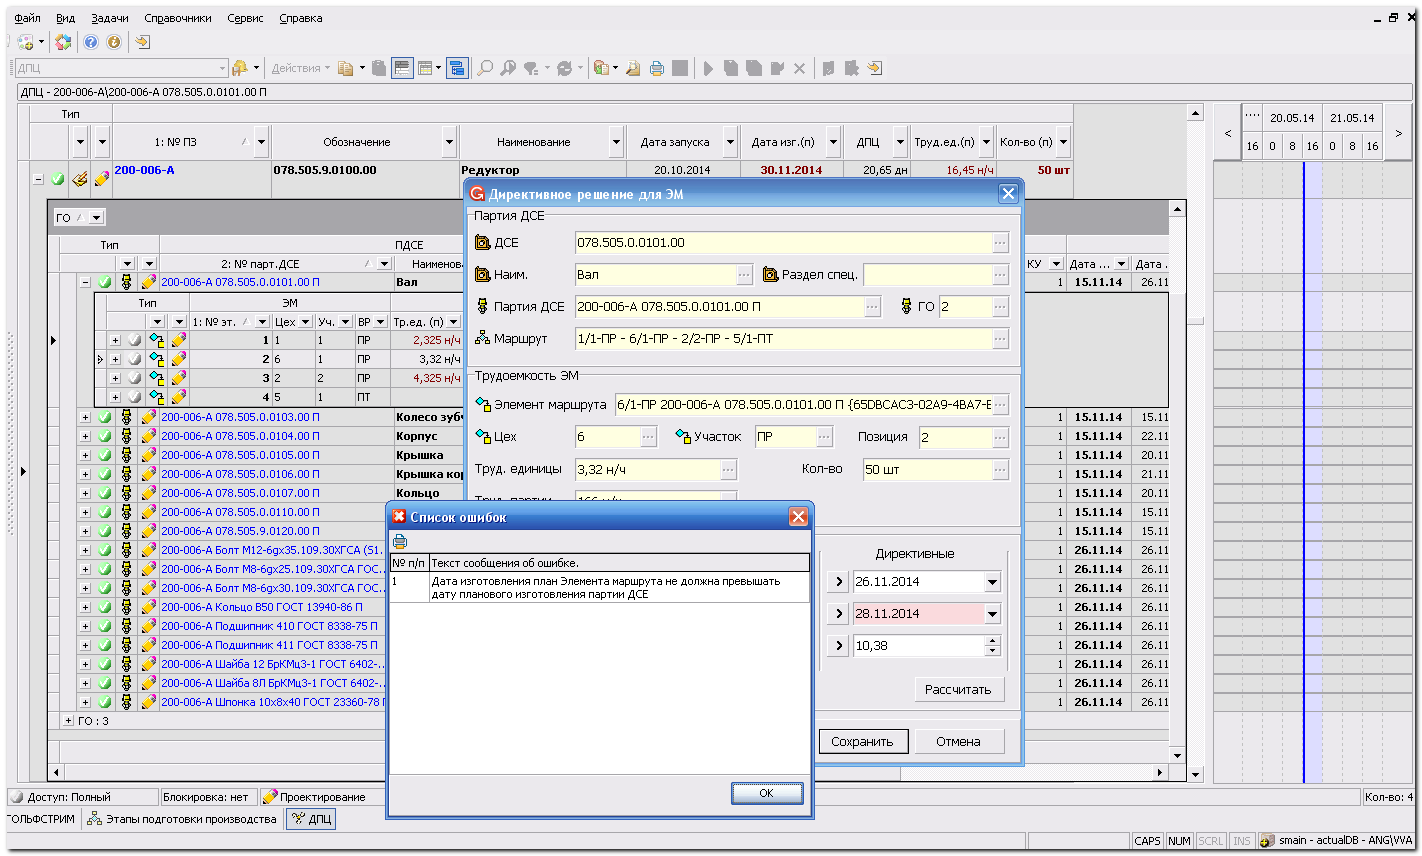 Файл Вид Задачи Справочники Сервис Справка
ДПЦ Действия
ДПЦ - 200-006-А\200-006-А 078.505.0.0101.00 П
Тип
1: № ПЗ Обозначение Наименование Дата запуска Дата изг.(п) ДПЦ Труд.ед.(п) Кол-во (п)
200-006-А 078.505.9.0100.00 Редуктор 20.10.2014 30.11.2014 20,65 дн 16,45 н/ч 50 шт
< 20.05.14 21.05.14 >
16 0 8 16 0 8 16
ГО
Тип ПДСЕ
2: № парт.ДСЕ Наименова КУ Дата ... Дата .
200-006-А 078.505.0.0101.00 П Вал 1 15.11.14 26.11
Тип ЭМ
1: № эт. Цех Уч. ВР Тр.ед. (п)
1 1 1 ПР 2,325 н/ч
2 6 1 ПР 3,32 н/ч
3 2 2 ПР 4,325 н/ч
4 5 1 ПТ
200-006-А 078.505.0.0103.00 П Колесо зубч 1 15.11.14 15.11
200-006-А 078.505.0.0104.00 П Корпус 1 15.11.14 22.11
200-006-А 078.505.0.0105.00 П Крышка 1 15.11.14 20.11
200-006-А 078.505.0.0106.00 П Крышка кор 1 15.11.14 21.11
200-006-А 078.505.0.0107.00 П Кольцо 1 15.11.14 20.11
200-006-А 078.505.0.0110.00 П 1 15.11.14 15.11
200-006-А 078.505.9.0120.00 П 1 15.11.14 15.11
200-006-А Болт М12-6gх35.109.30ХГСА (S1. 1 26.11.14 26.11
200-006-А Болт М8-6gх25.109.30ХГСА ГОС.. 1 26.11.14 26.11
200-006-А Болт М8-6gх30.109.30ХГСА ГОС.. 1 26.11.14 26.11
200-006-А Кольцо В50 ГОСТ 13940-86 П 1 26.11.14 26.11
200-006-А Подшипник 410 ГОСТ 8338-75 П 1 26.11.14 26.11
200-006-А Подшипник 411 ГОСТ 8338-75 П 1 26.11.14 26.11
200-006-А Шайба 12 БрКМц3-1 ГОСТ 6402-.. 1 26.11.14 26.11
200-006-А Шайба 8Л БрКМц3-1 ГОСТ 6402-.. 1 26.11.14 26.11
200-006-А Шпонка 10х8х40 ГОСТ 23360-78 П 1 26.11.14 26.11
ГО : 3
Директивное решение для ЭМ
Партия ДСЕ
ДСЕ 078.505.0.0101.00
Наим. Вал Раздел спец.
Партия ДСЕ 200-006-А 078.505.0.0101.00 П ГО 2
Маршрут 1/1-ПР - 6/1-ПР - 2/2-ПР - 5/1-ПТ
Трудоемкость ЭМ
Элемент маршрута 6/1-ПР 200-006-А 078.505.0.0101.00 П {65DBCAC3-02A9-4BA7-E
Цех 6 Участок ПР Позиция 2
Труд. единицы 3,32 н/ч Кол-во 50 шт
Труд. партии 166 н/ч
Директивные
26.11.2014
28.11.2014
10,38
Рассчитать
Сохранить Отмена
Список ошибок
№ п/п Текст сообщения об ошибке.
1 Дата изготовления план Элемента маршрута не должна превышать
дату планового изготовления партии ДСЕ
OK
Доступ: Полный Блокировка: нет Проектирование Кол-во: 4
ГОЛЬФСТРИМ Этапы подготовки производства ДПЦ
CAPS NUM SCRL INS smain - actualDB - ANG\VVA